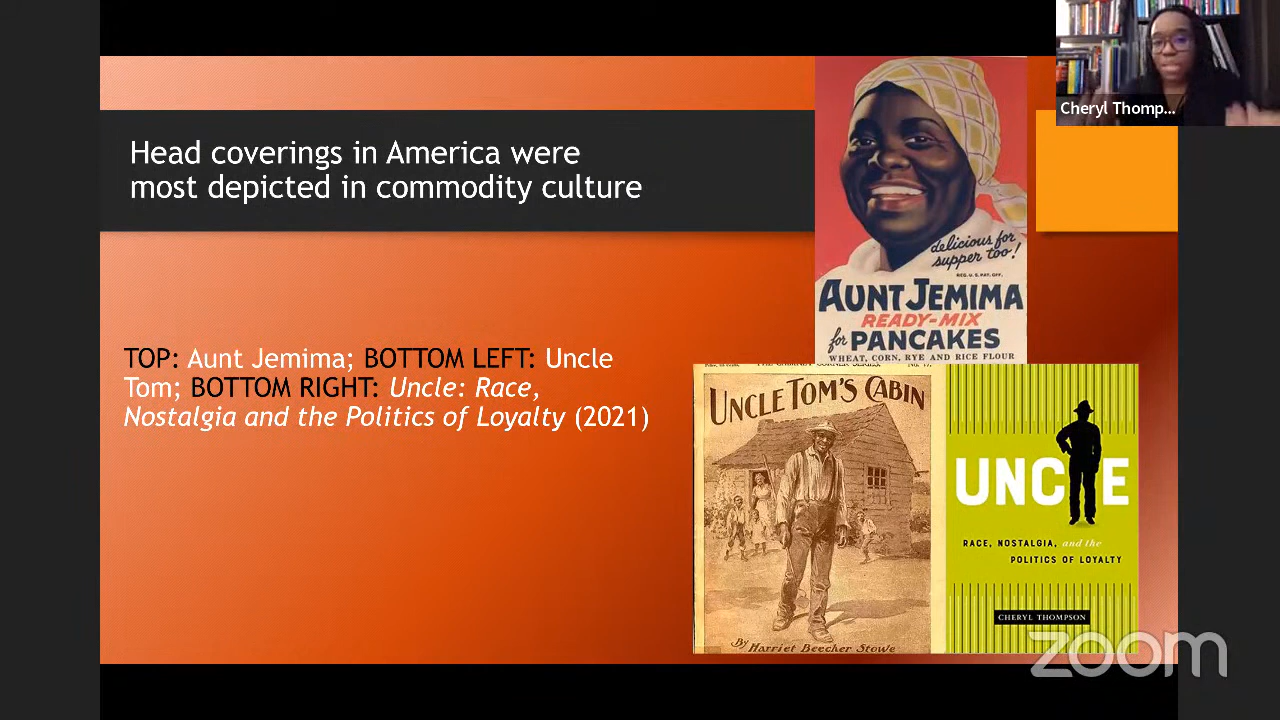 Cheryl Thomp...
Head coverings in America were
most depicted in commodity culture
delicious for
supper too!
REG. U. S. PAT. OFF.
AUNT JEMIMA
READY-MIX
for PANCAKES
WHEAT, CORN, RYE AND RICE FLOUR
TOP: Aunt Jemima; BOTTOM LEFT: Uncle
Tom; BOTTOM RIGHT: Uncle: Race,
Nostalgia and the Politics of Loyalty (2021)
UNCLE TOM'S CABIN
By Harriet Beecher Stowe
UNCLE
RACE, NOSTALGIA, and the
POLITICS OF LOYALTY
CHERYL THOMPSON
zoom